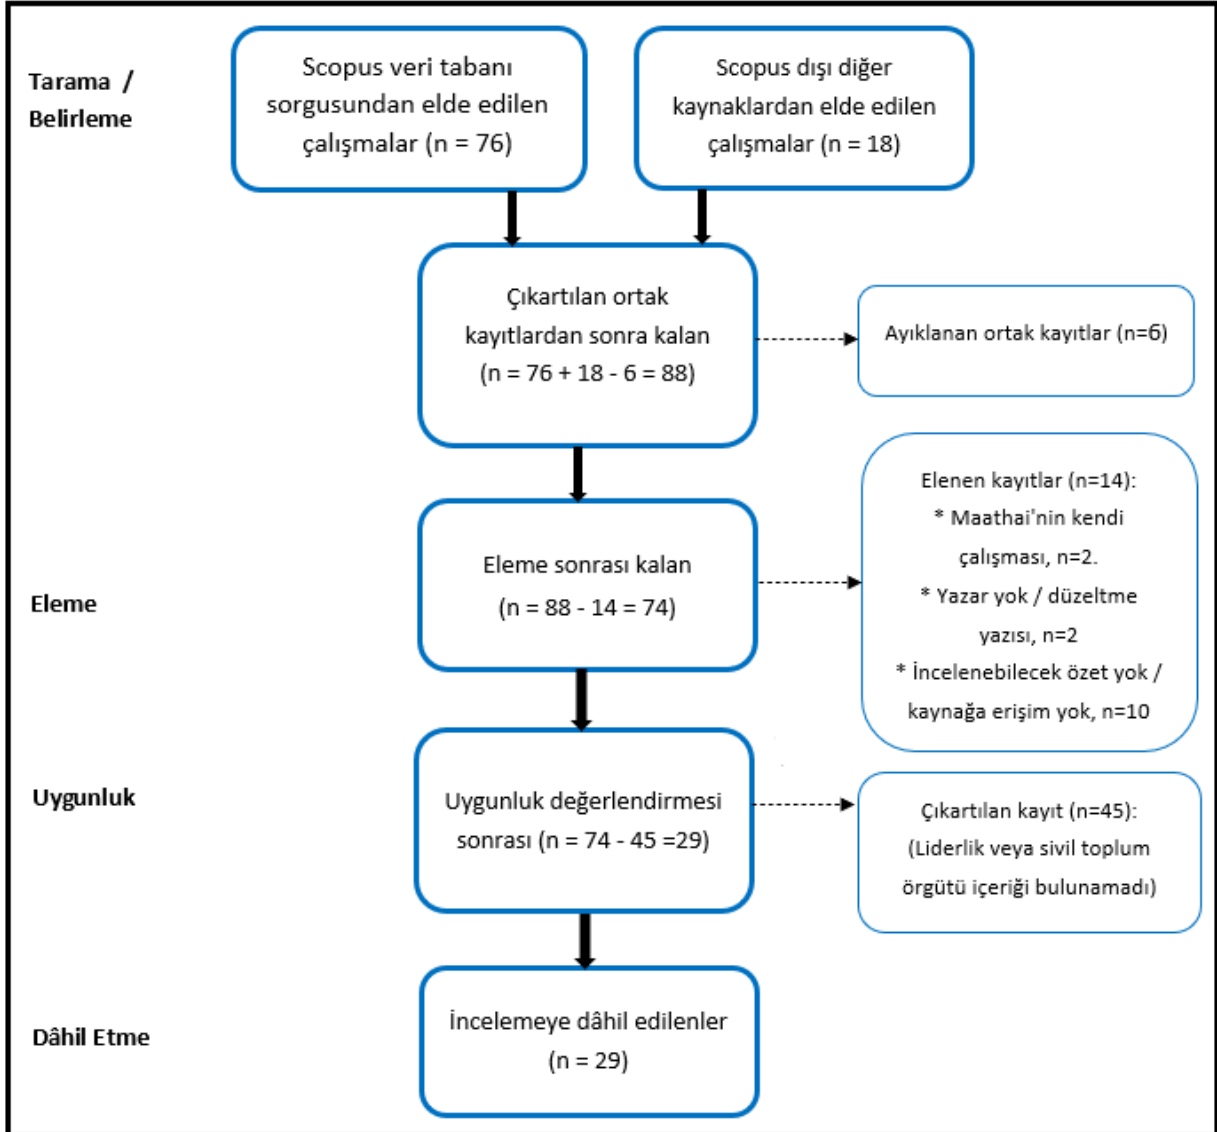 Tarama /
Belirleme
Scopus veri tabanı
sorgusundan elde edilen
çalışmalar (n = 76)
Scopus dışı diğer
kaynaklardan elde edilen
çalışmalar (n = 18)
Çıkartılan ortak
kayıtlardan sonra kalan
(n = 76 + 18 - 6 = 88)
Ayıklanan ortak kayıtlar (n=6)
Eleme
Eleme sonrası kalan
(n = 88 - 14 = 74)
Elenen kayıtlar (n=14):
* Maathai'nin kendi
çalışması, n=2.
* Yazar yok / düzeltme
yazısı, n=2
* İncelenebilecek özet yok /
kaynağa erişim yok, n=10
Uygunluk
Uygunluk değerlendirmesi
sonrası (n = 74 - 45 =29)
Çıkartılan kayıt (n=45):
(Liderlik veya sivil toplum
örgütü içeriği bulunamadı)
Dâhil Etme
İncelemeye dâhil edilenler
(n = 29)